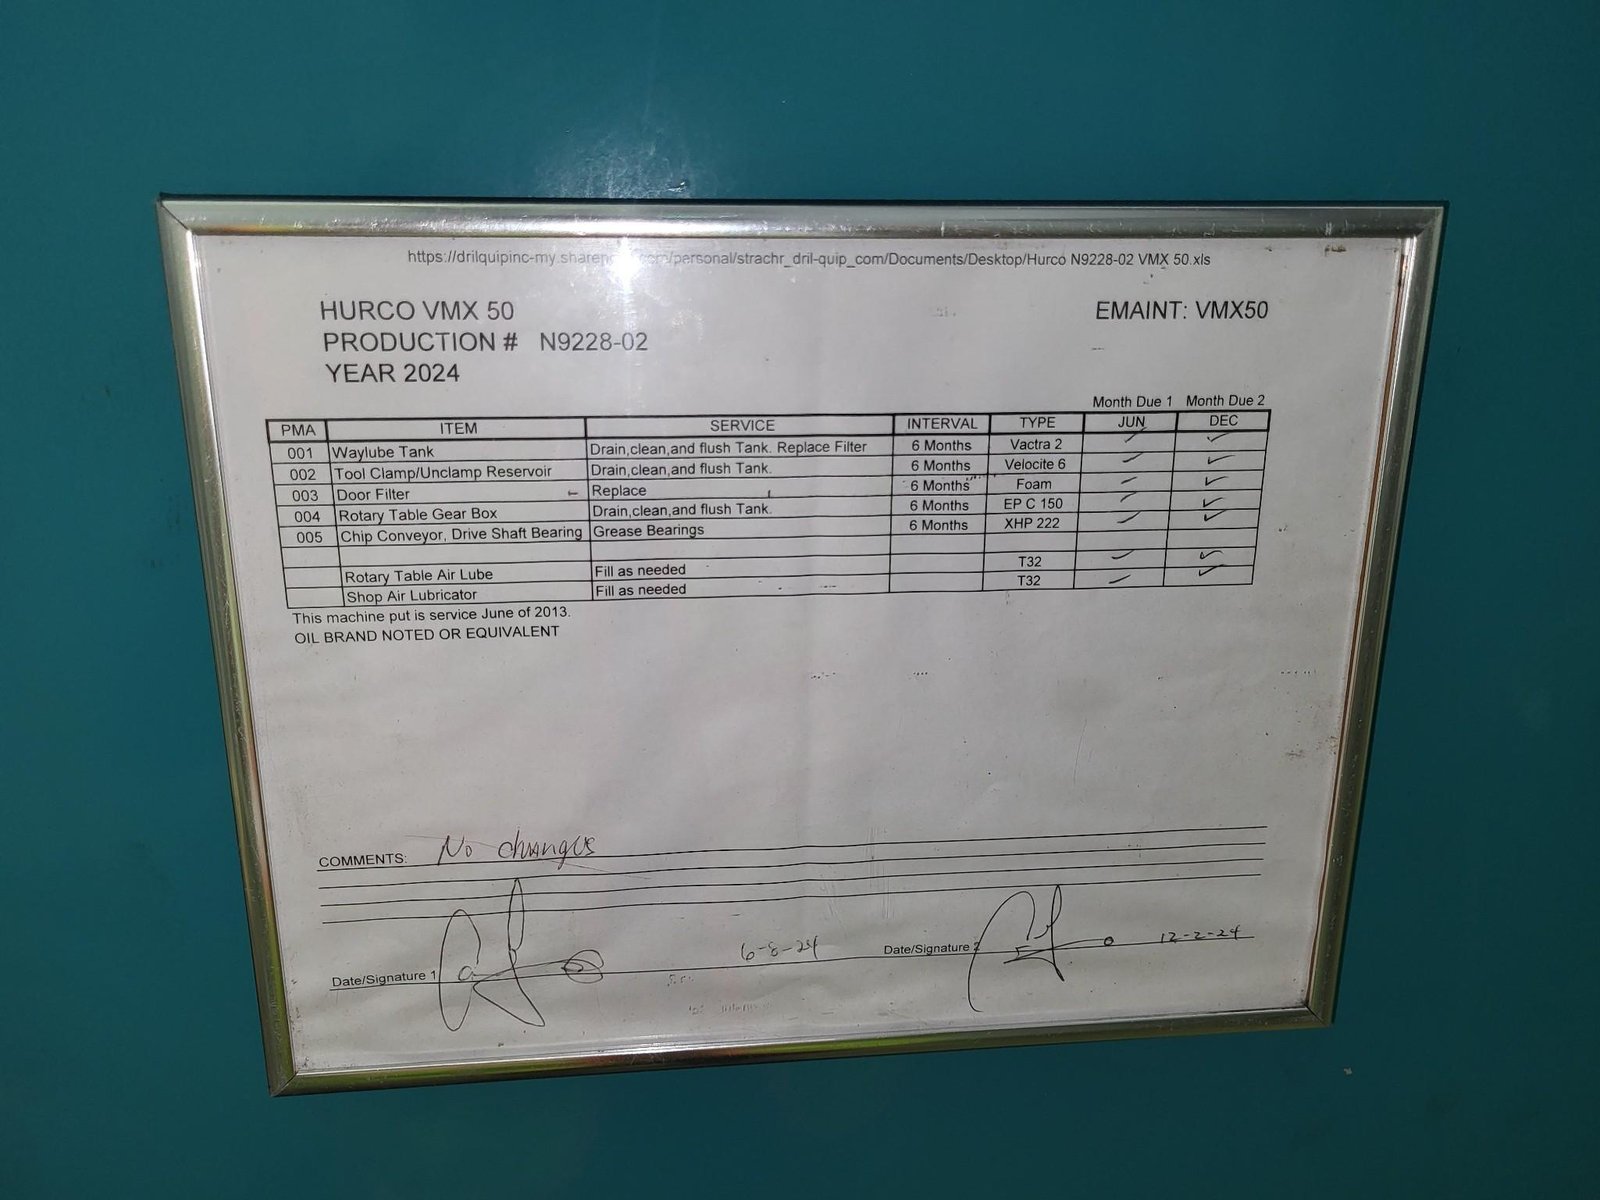 https://drilquipinc-my.sharep /personal/strachr_dril-quip_com/Documents/Desktop/Hurco N9228-02 VMX 50.xls
HURCO VMX 50 EMAINT: VMX50
PRODUCTION # N9228-02
YEAR 2024
Month Due 1 Month Due 2
PMA ITEM SERVICE INTERVAL TYPE JUN DEC
001 Waylube Tank Drain,clean,and flush Tank. Replace Filter 6 Months Vactra 2 ✓ ✓
002 Tool Clamp/Unclamp Reservoir Drain,clean,and flush Tank. 6 Months Velocite 6 ✓ ✓
003 Door Filter Replace 6 Months Foam ✓ ✓
004 Rotary Table Gear Box Drain,clean,and flush Tank. 6 Months EP C 150 ✓ ✓
005 Chip Conveyor, Drive Shaft Bearing Grease Bearings 6 Months XHP 222 ✓ ✓
Rotary Table Air Lube Fill as needed T32 ✓ ✓
Shop Air Lubricator Fill as needed T32 ✓ ✓
This machine put is service June of 2013.
OIL BRAND NOTED OR EQUIVALENT
COMMENTS: No changes
Date/Signature 1 6-8-24 Date/Signature 2 12-2-24